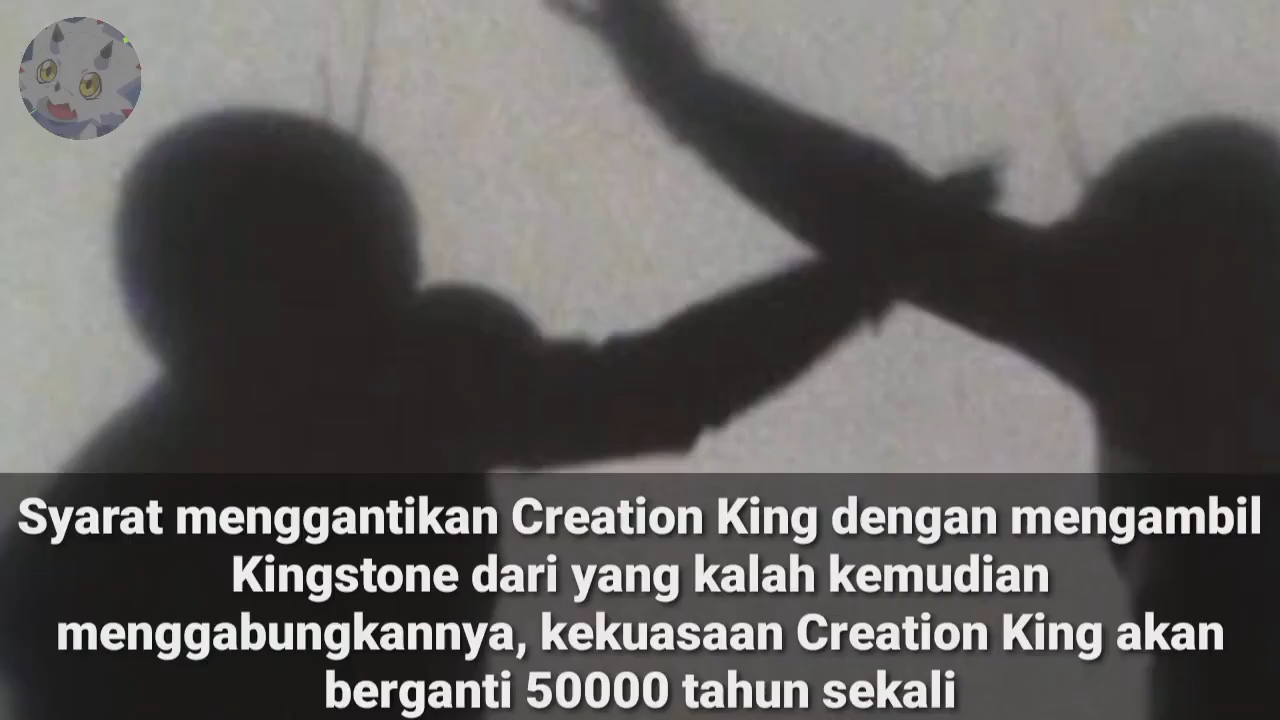 Syarat menggantikan Creation King dengan mengambil
Kingstone dari yang kalah kemudian
menggabungkannya, kekuasaan Creation King akan
berganti 50000 tahun sekali